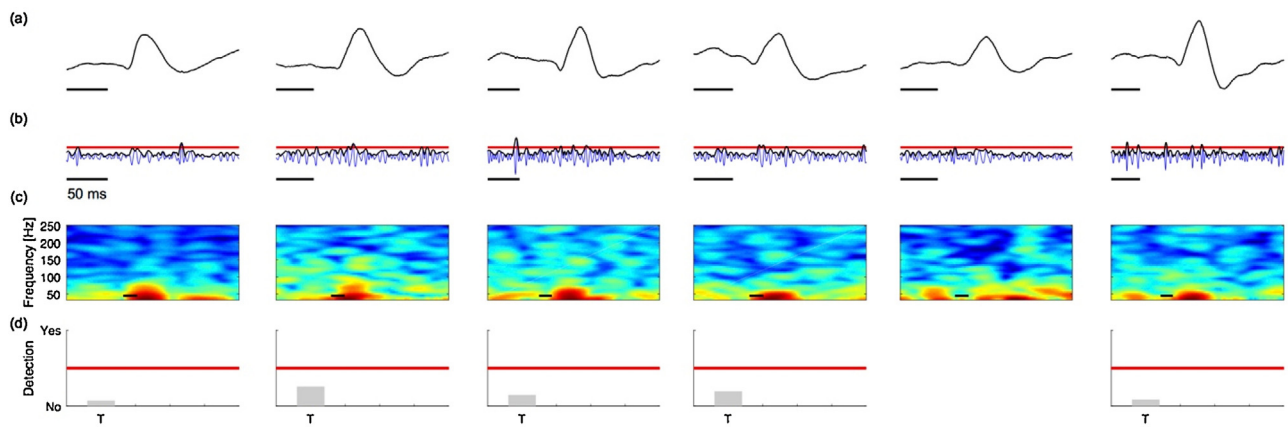 (a)
(b)
50 ms
(c)
Frequency [Hz]
250
200
150
100
50
(d)
Detection
Yes
No
T
T
T
T
T